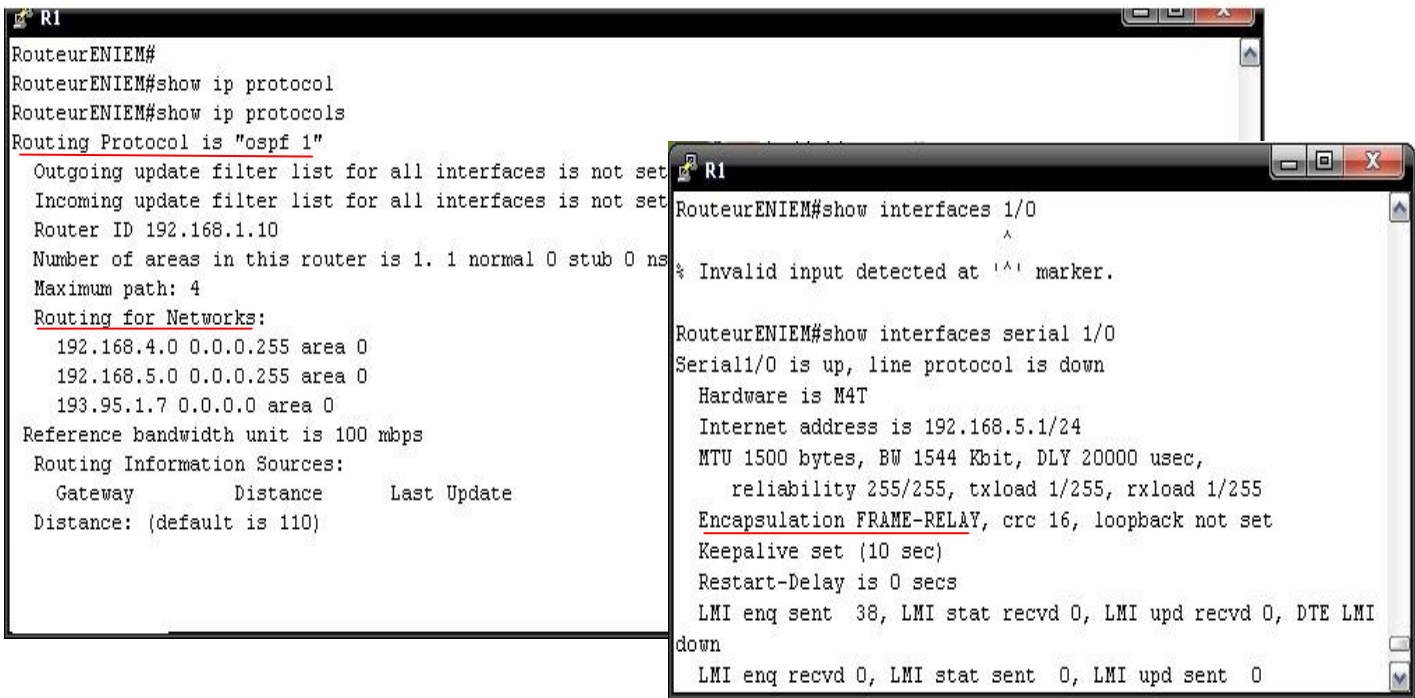 R1
RouteurENIEM#
RouteurENIEM#show ip protocol
RouteurENIEM#show ip protocols
Routing Protocol is "ospf 1"
Outgoing update filter list for all interfaces is not set
Incoming update filter list for all interfaces is not set
Router ID 192.168.1.10
Number of areas in this router is 1. 1 normal 0 stub 0 ns
Maximum path: 4
Routing for Networks:
192.168.4.0 0.0.0.255 area 0
192.168.5.0 0.0.0.255 area 0
193.95.1.7 0.0.0.0 area 0
Reference bandwidth unit is 100 mbps
Routing Information Sources:
Gateway Distance Last Update
Distance: (default is 110)
R1
RouteurENIEM#show interfaces 1/0
^
% Invalid input detected at '^' marker.
RouteurENIEM#show interfaces serial 1/0
Serial1/0 is up, line protocol is down
Hardware is M4T
Internet address is 192.168.5.1/24
MTU 1500 bytes, BW 1544 Kbit, DLY 20000 usec,
reliability 255/255, txload 1/255, rxload 1/255
Encapsulation FRAME-RELAY, crc 16, loopback not set
Keepalive set (10 sec)
Restart-Delay is 0 secs
LMI enq sent 38, LMI stat recvd 0, LMI upd recvd 0, DTE LMI
down
LMI enq recvd 0, LMI stat sent 0, LMI upd sent 0